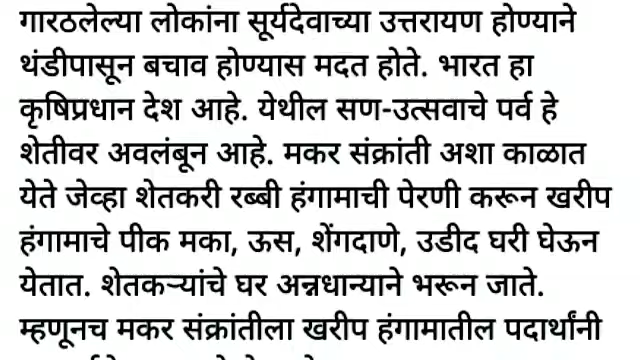 गारठलेल्या लोकांना सूर्यदेवाच्या उत्तरायण होण्याने
थंडीपासून बचाव होण्यास मदत होते. भारत हा
कृषिप्रधान देश आहे. येथील सण-उत्सवाचे पर्व हे
शेतीवर अवलंबून आहे. मकर संक्रांती अशा काळात
येते जेव्हा शेतकरी रब्बी हंगामाची पेरणी करून खरीप
हंगामाचे पीक मका, ऊस, शेंगदाणे, उडीद घरी घेऊन
येतात. शेतकऱ्यांचे घर अन्नधान्याने भरून जाते.
म्हणूनच मकर संक्रांतीला खरीप हंगामातील पदार्थांनी